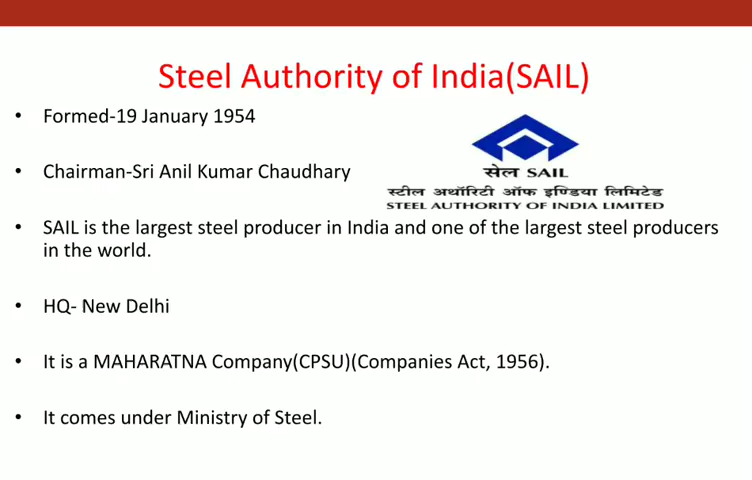 Steel Authority of India(SAIL)
• Formed-19 January 1954
• Chairman-Sri Anil Kumar Chaudhary
सेल SAIL
स्टील अथॉरिटी ऑफ इण्डिया लिमिटेड
STEEL AUTHORITY OF INDIA LIMITED
• SAIL is the largest steel producer in India and one of the largest steel producers
in the world.
• HQ- New Delhi
• It is a MAHARATNA Company(CPSU)(Companies Act, 1956).
• It comes under Ministry of Steel.